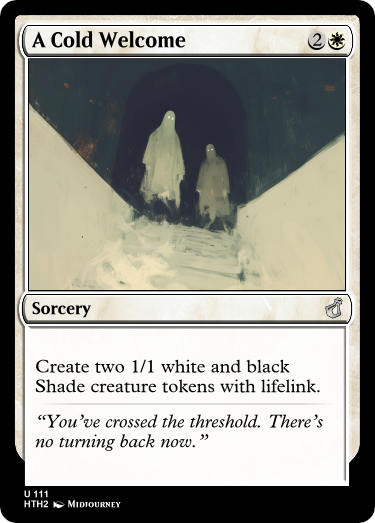 A Cold Welcome 2
Sorcery
Create two 1/1 white and black
Shade creature tokens with lifelink.
“You’ve crossed the threshold. There’s
no turning back now.”
U 111
HTH2 Midjourney